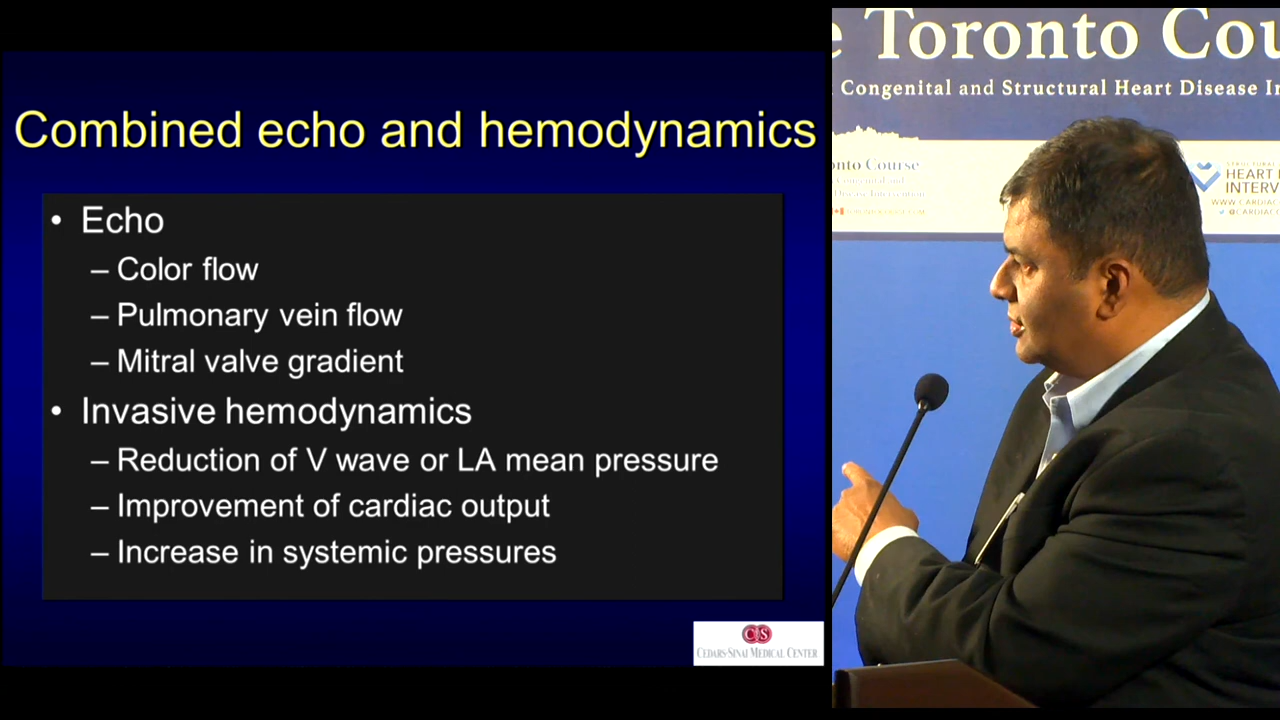 Combined echo and hemodynamics
• Echo
– Color flow
– Pulmonary vein flow
– Mitral valve gradient
• Invasive hemodynamics
– Reduction of V wave or LA mean pressure
– Improvement of cardiac output
– Increase in systemic pressures
CS
CEDARS-SINAI MEDICAL CENTER
e Toronto Cou
Congenital and Structural Heart Disease In
onto Course
HEART
INTERV